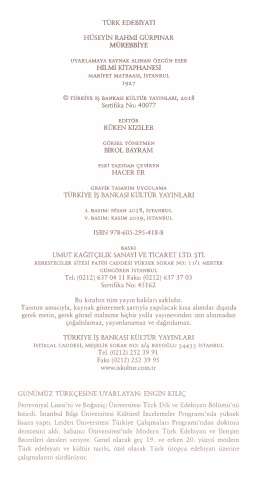 TÜRK EDEBİYATI
HÜSEYİN RAHMİ GÜRPINAR
MÜREBBİYE
UYARLAMAYA KAYNAK ALINAN ÖZGÜN ESER
HİLMİ KİTAPHANESİ
MARİFET MATBAASI, İSTANBUL
1927
© TÜRKİYE İŞ BANKASI KÜLTÜR YAYINLARI, 2018
Sertifika No: 40077
EDİTÖR
RÜKEN KIZILER
GÖRSEL YÖNETMEN
BİROL BAYRAM
ESKİ YAZIDAN ÇEVİREN
HACER ER
GRAFİK TASARIM UYGULAMA
TÜRKİYE İŞ BANKASI KÜLTÜR YAYINLARI
1. BASIM: NİSAN 2018, İSTANBUL
V. BASIM: KASIM 2019, İSTANBUL
ISBN 978-605-295-418-8
BASKI
UMUT KAĞITÇILIK SANAYİ VE TİCARET LTD. ŞTİ.
KERESTECİLER SİTESİ FATİH CADDESİ YÜKSEK SOKAK NO: 11/1 MERTER
GÜNGÖREN İSTANBUL
Tel: (0212) 637 04 11 Faks: (0212) 637 37 03
Sertifika No: 45162
Bu kitabın tüm yayın hakları saklıdır.
Tanıtım amacıyla, kaynak göstermek şartıyla yapılacak kısa alıntılar dışında
gerek metin, gerek görsel malzeme hiçbir yolla yayınevinden izin alınmadan
çoğaltılamaz, yayımlanamaz ve dağıtılamaz.
TÜRKİYE İŞ BANKASI KÜLTÜR YAYINLARI
İSTİKLAL CADDESİ, MEŞELİK SOKAK NO: 2/4 BEYOĞLU 34433 İSTANBUL
Tel. (0212) 252 39 91
Faks (0212) 252 39 95
www.iskultur.com.tr
GÜNÜMÜZ TÜRKÇESİNE UYARLAYAN: ENGİN KILIÇ
Pertevniyal Lisesi'ni ve Boğaziçi Üniversitesi Türk Dili ve Edebiyatı Bölümü'nü
bitirdi. İstanbul Bilgi Üniversitesi Kültürel İncelemeler Programı'nda yüksek
lisans yaptı. Leiden Üniversitesi Türkiye Çalışmaları Programı'ndan doktora
derecesini aldı. Sabancı Üniversitesi'nde Modern Türk Edebiyatı ve İletişim
Becerileri dersleri veriyor. Genel olarak geç 19. ve erken 20. yüzyıl modern
Türk edebiyatı ve kültür tarihi, özel olarak Türk ütopya edebiyatı üzerine
çalışmalarını sürdürüyor.